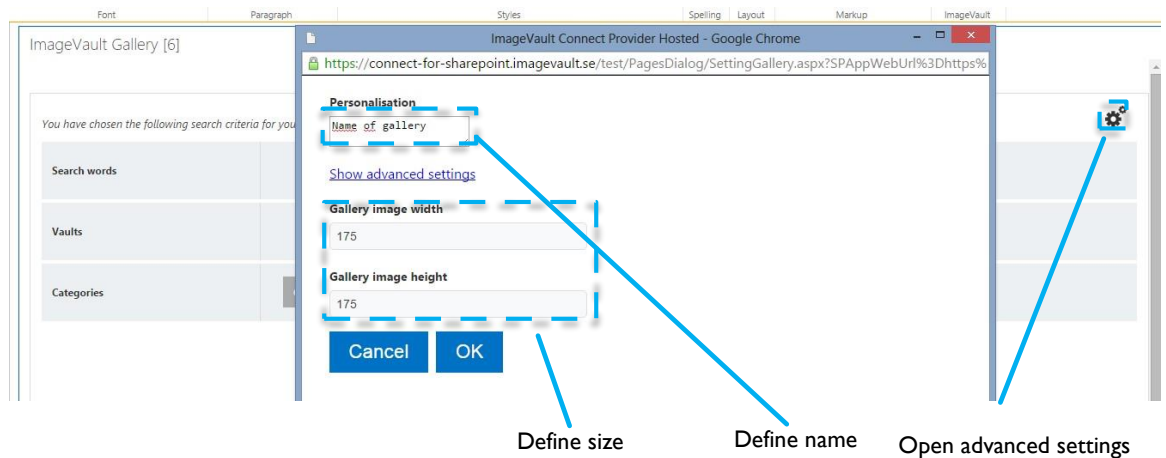 Font Paragraph Styles Spelling Layout Markup ImageVault
ImageVault Gallery [6]
ImageVault Connect Provider Hosted - Google Chrome
https://connect-for-sharepoint.imagevault.se/test/PagesDialog/SettingGallery.aspx?SPAppWebUrl%3Dhttps%
Personalisation
You have chosen the following search criteria for you
Name of gallery
Search words
Show advanced settings
Gallery image width
Vaults
175
Gallery image height
Categories
175
Cancel OK
Define size
Define name
Open advanced settings